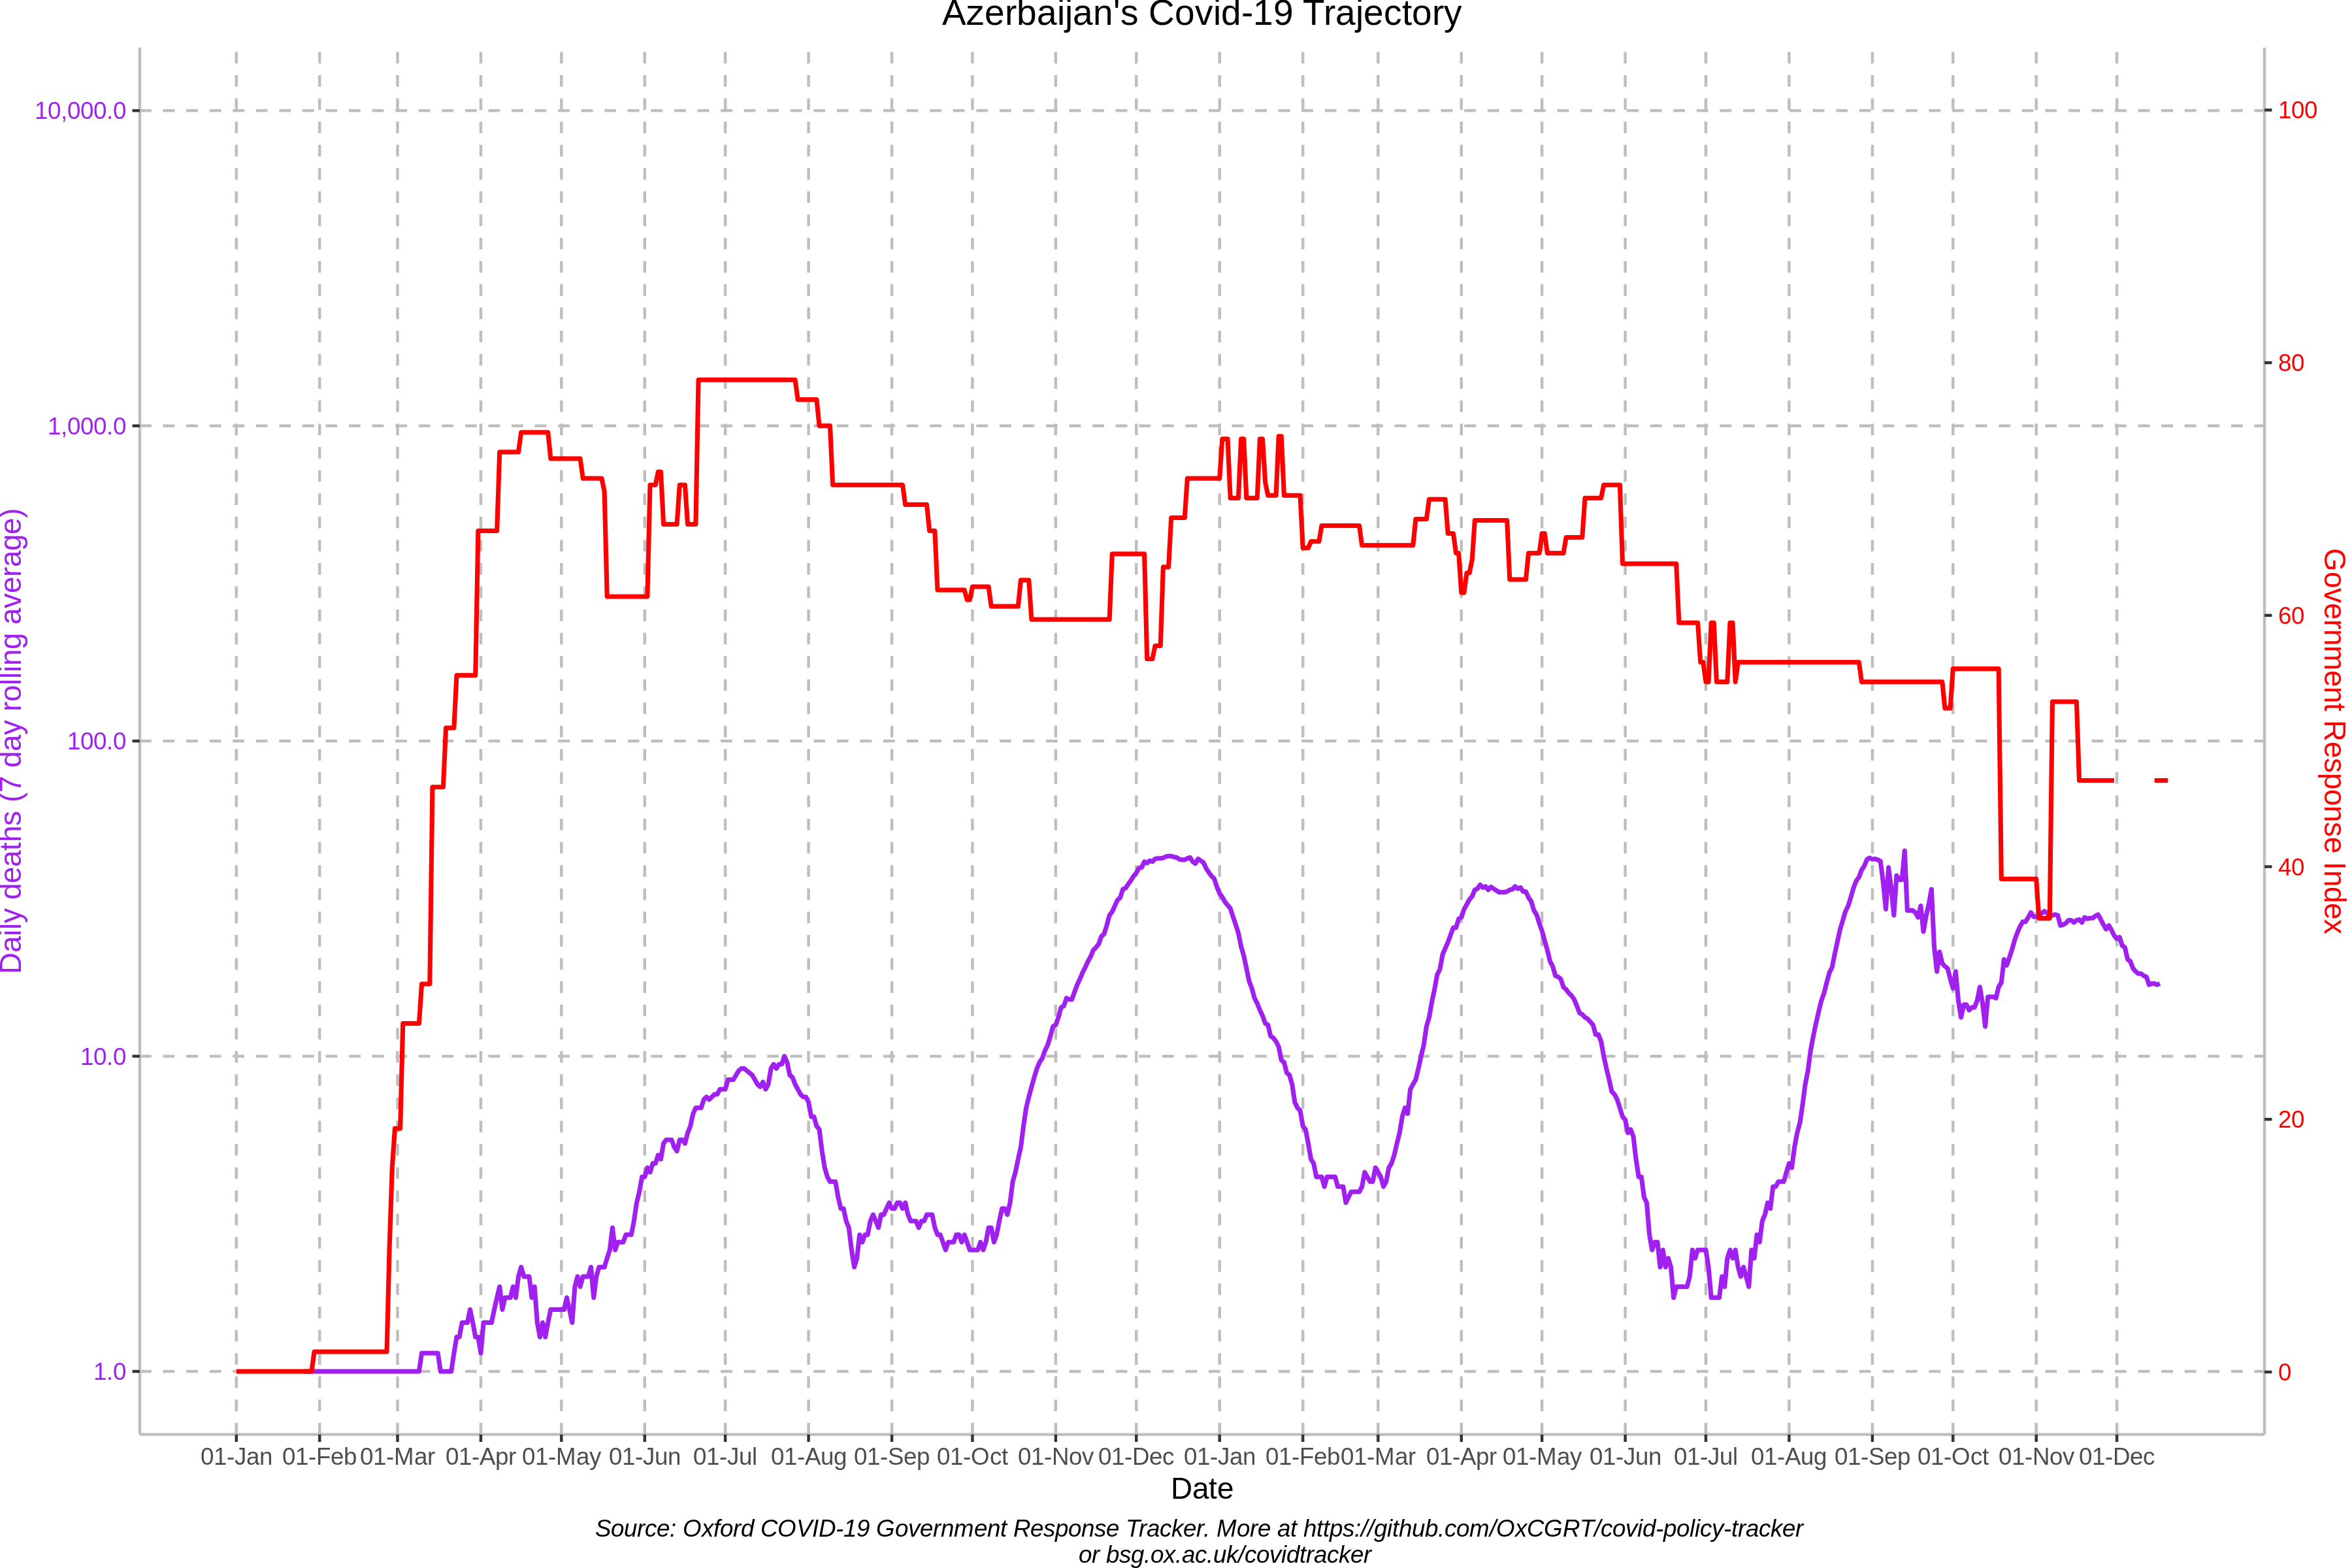 Azerbaijan's Covid-19 Trajectory
10,000.0
1,000.0
100.0
10.0
1.0
Daily deaths (7 day rolling average)
100
80
60
40
20
0
Government Response Index
01-Jan 01-Feb 01-Mar 01-Apr 01-May 01-Jun 01-Jul 01-Aug 01-Sep 01-Oct 01-Nov 01-Dec 01-Jan 01-Feb 01-Mar 01-Apr 01-May 01-Jun 01-Jul 01-Aug 01-Sep 01-Oct 01-Nov 01-Dec
Date
Source: Oxford COVID-19 Government Response Tracker. More at https://github.com/OxCGRT/covid-policy-tracker
or bsg.ox.ac.uk/covidtracker